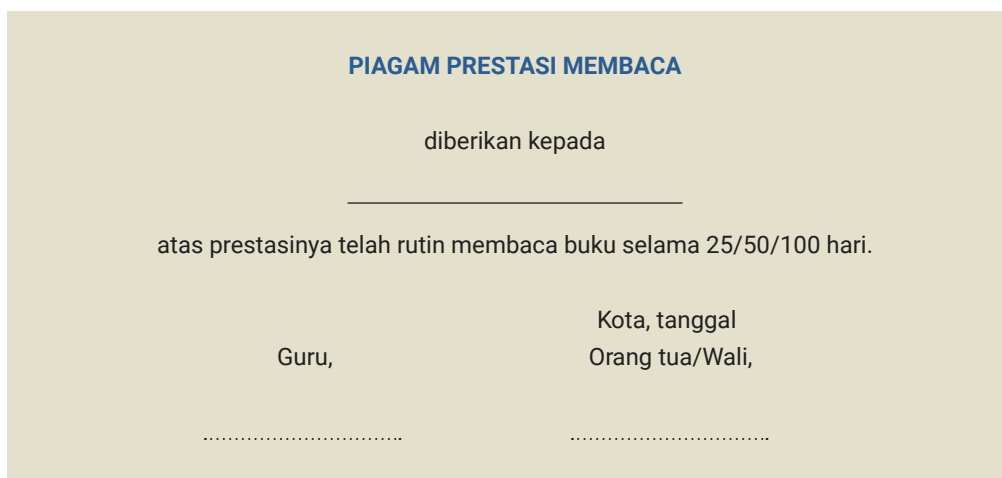 PIAGAM PRESTASI MEMBACA
diberikan kepada
atas prestasinya telah rutin membaca buku selama 25/50/100 hari.
Kota, tanggal
Guru,
Orang tua/Wali,